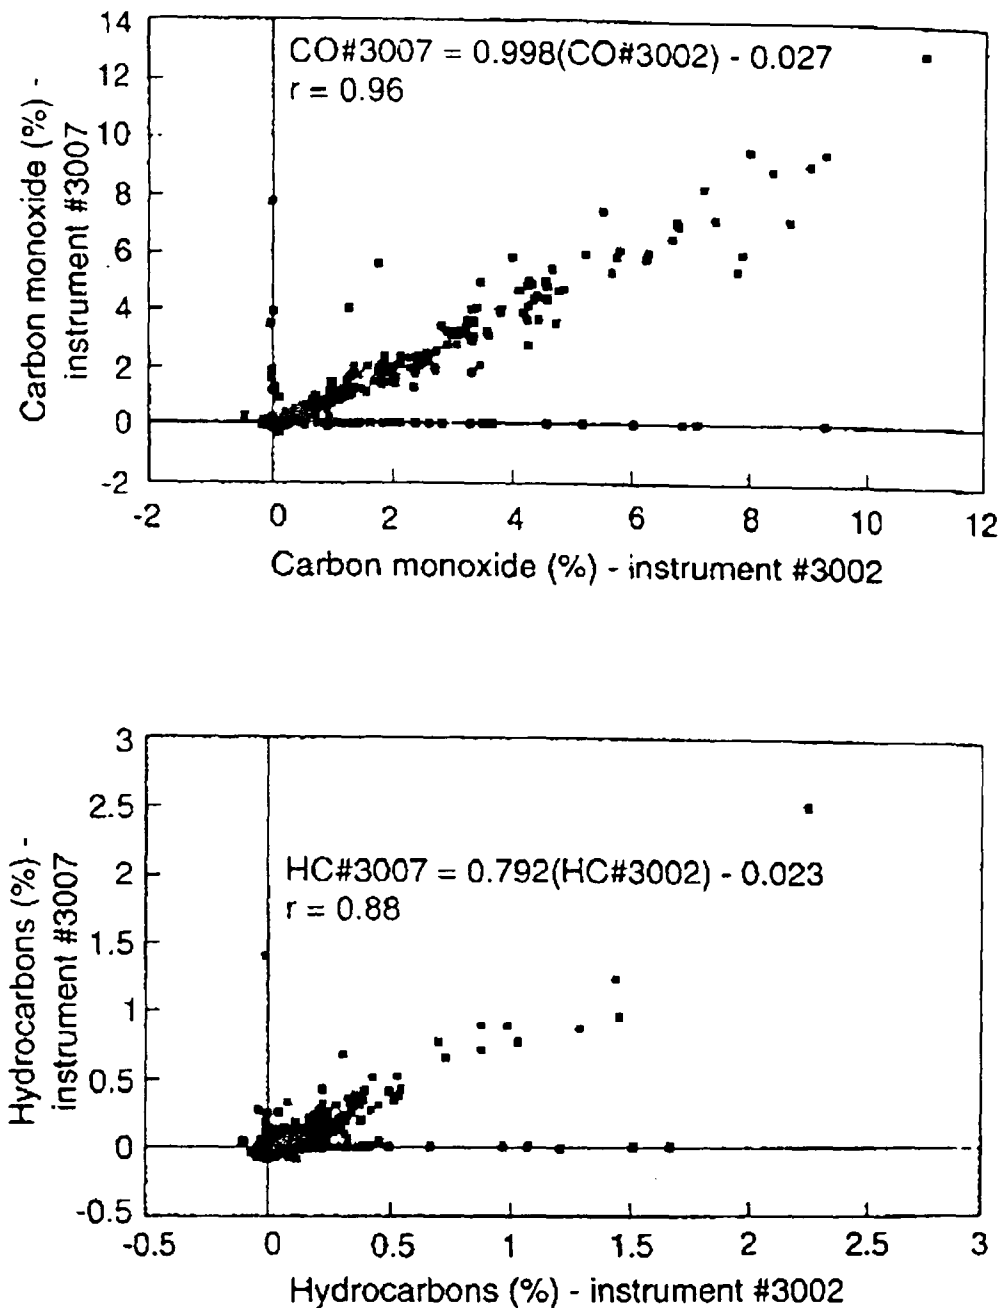 14
12
10
8
6
4
2
0
-2
Carbon monoxide (%) -
instrument #3007
CO#3007 = 0.998(CO#3002) - 0.027
r = 0.96
-2 0 2 4 6 8 10 12
Carbon monoxide (%) - instrument #3002
3
2.5
2
1.5
1
0.5
0
-0.5
Hydrocarbons (%) -
instrument #3007
HC#3007 = 0.792(HC#3002) - 0.023
r = 0.88
-0.5 0 0.5 1 1.5 2 2.5 3
Hydrocarbons (%) - instrument #3002